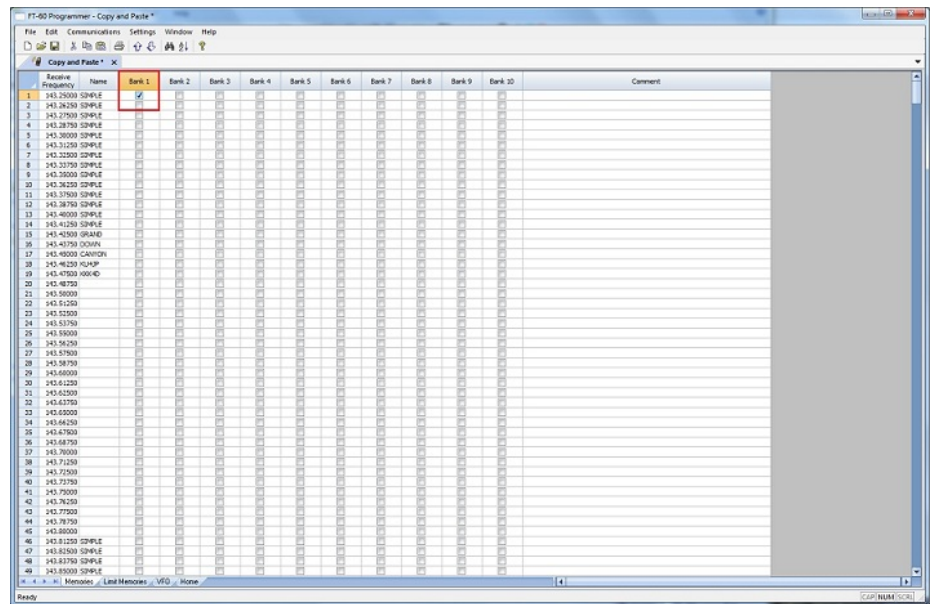 FT-60 Programmer - Copy and Paste *
File Edit Communications Settings Window Help
Copy and Paste * X
Receive Frequency Name Bank 1 Bank 2 Bank 3 Bank 4 Bank 5 Bank 6 Bank 7 Bank 8 Bank 9 Bank 10 Comment
1 143.25000 SIMPLE
2 143.26250 SIMPLE
3 143.27500 SIMPLE
4 143.28750 SIMPLE
5 143.30000 SIMPLE
6 143.31250 SIMPLE
7 143.32500 SIMPLE
8 143.33750 SIMPLE
9 143.35000 SIMPLE
10 143.36250 SIMPLE
11 143.37500 SIMPLE
12 143.38750 SIMPLE
13 143.40000 SIMPLE
14 143.41250 SIMPLE
15 143.42500 GRAND
16 143.43750 DOWN
17 143.45000 CANYON
18 143.46250
19 143.47500
20 143.48750
21 143.50000
22 143.51250
23 143.52500
24 143.53750
25 143.55000
26 143.56250
27 143.57500
28 143.58750
29 143.60000
30 143.61250
31 143.62500
32 143.63750
33 143.65000
34 143.66250
35 143.67500
36 143.68750
37 143.70000
38 143.71250
39 143.72500
40 143.73750
41 143.75000
42 143.76250
43 143.77500
44 143.78750
45 143.80000
46 143.81250 SIMPLE
47 143.82500 SIMPLE
48 143.83750 SIMPLE
49 143.85000 SIMPLE
Memories Limit Memories VFO Home
Ready CAP NUM SCRL